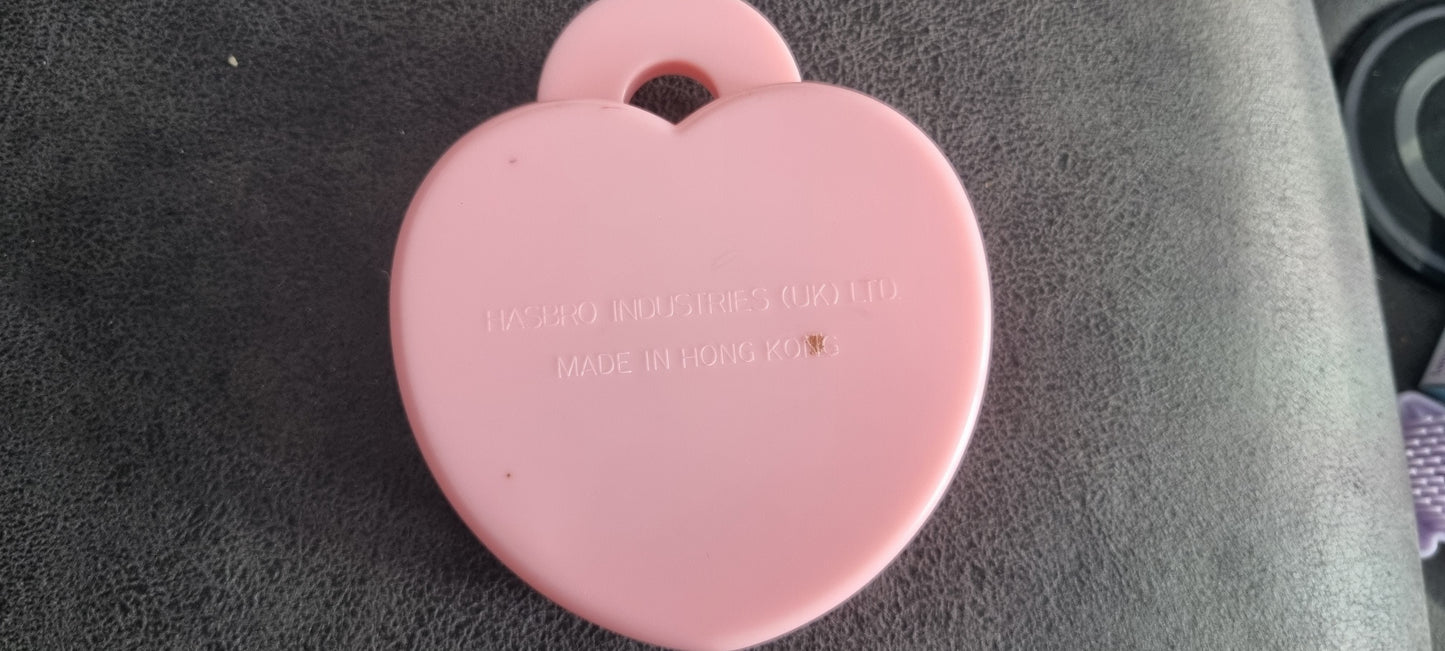 HASBRO INDUSTRIES (UK) LTD.
MADE IN HONG KONG